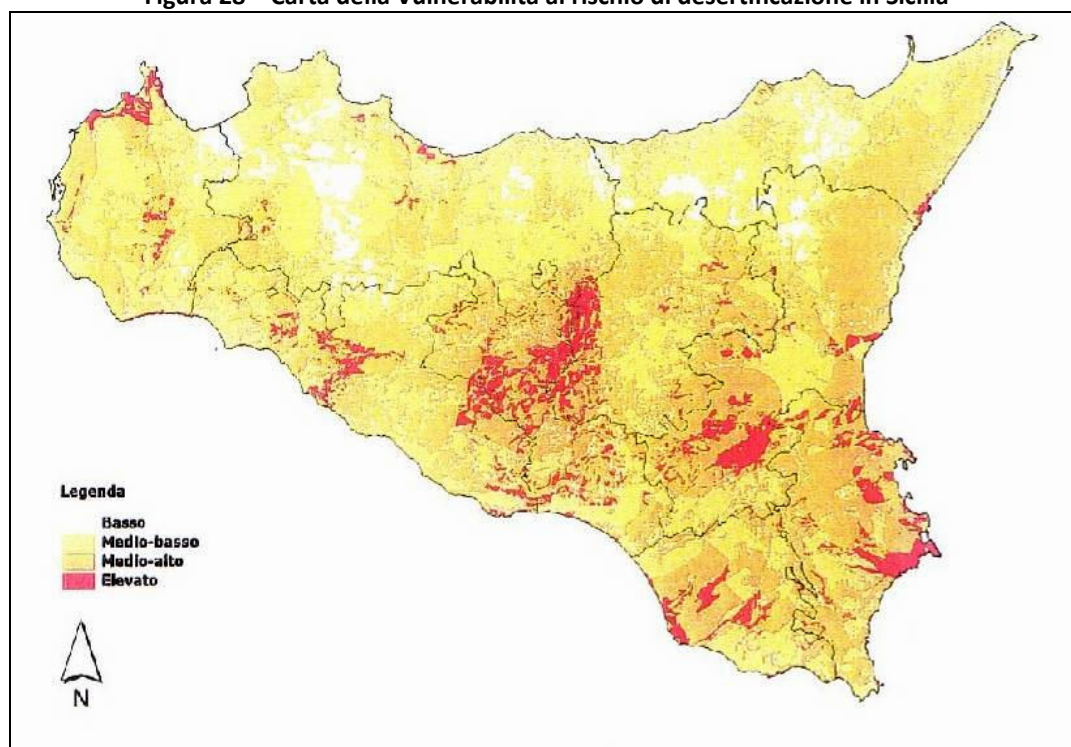 Figura 28 – Carta della Vulnerabilità al rischio di desertificazione in Sicilia
Legenda
Basso
Medio-basso
Medio-alto
Elevato
N